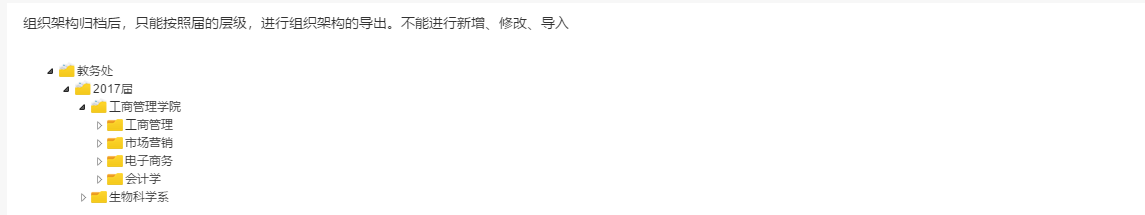 组织架构归档后，只能按照届的层级，进行组织架构的导出。不能进行新增、修改、导入
教务处
2017届
工商管理学院
工商管理
市场营销
电子商务
会计学
生物科学系